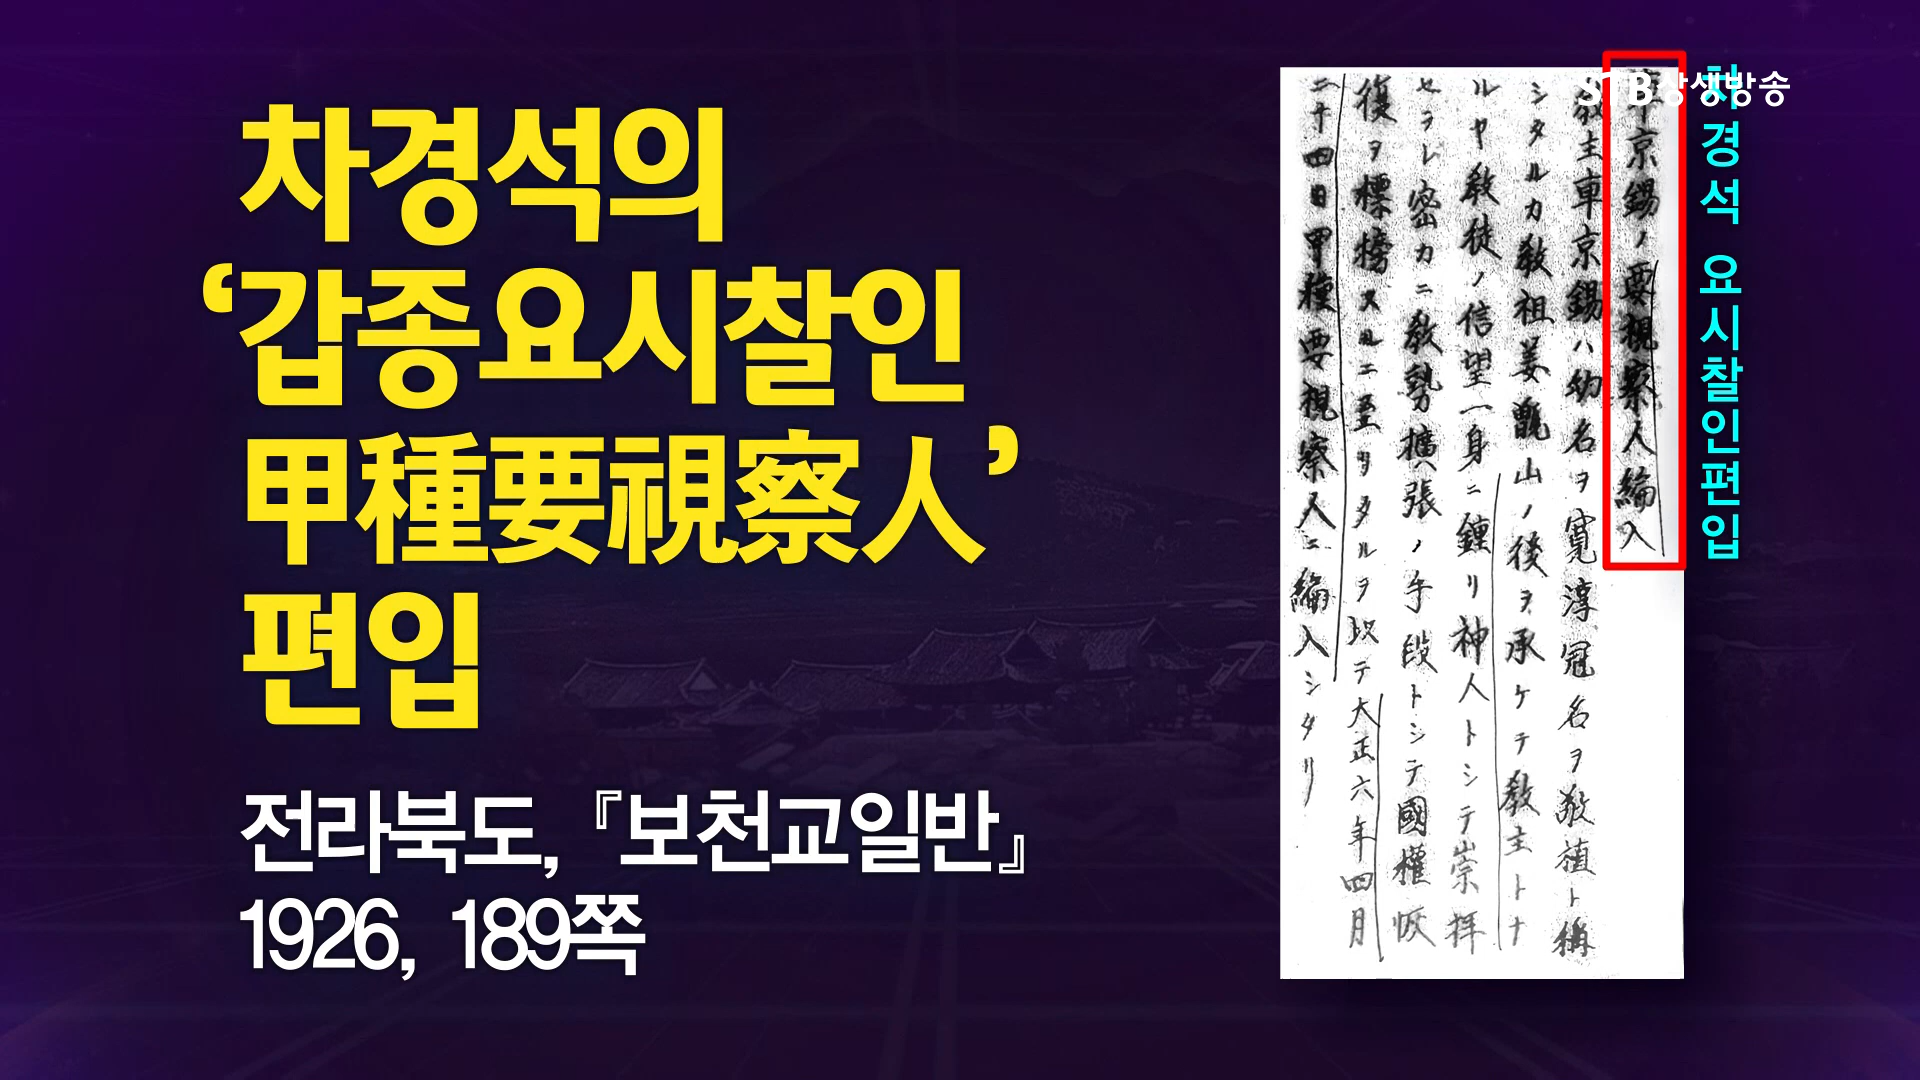 차경석의
‘갑종요시찰인
甲種要視察人’
편입
전라북도, 『보천교일반』
1926, 189쪽
STB상생방송
차경석 요시찰인편입
車京錫ノ要視察人編入
敎主車京錫ハ幼名ヲ寛淳冠名ヲ敎植ト稱
シタルカ敎祖姜甑山ノ後ヲ承ケテ敎主トナ
ルヤ敎徒ノ信望一身ニ鍾リ神人トシテ崇拝
セラレ密カニ敎勢擴張ノ手段トシテ國權恢
復ヲ標榜スルニ至リタルヲ以テ大正六年四月
二十四日甲種要視察人ニ編入シタリ